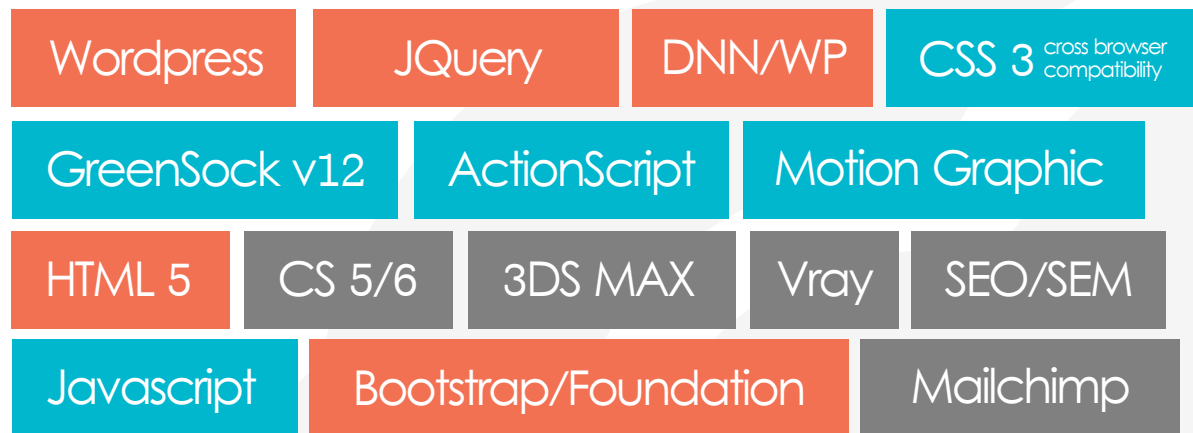 Wordpress
JQuery
DNN/WP
CSS 3 cross browser
compatibility
GreenSock v12
ActionScript
Motion Graphic
HTML 5
CS 5/6
3DS MAX
Vray
SEO/SEM
Javascript
Bootstrap/Foundation
Mailchimp